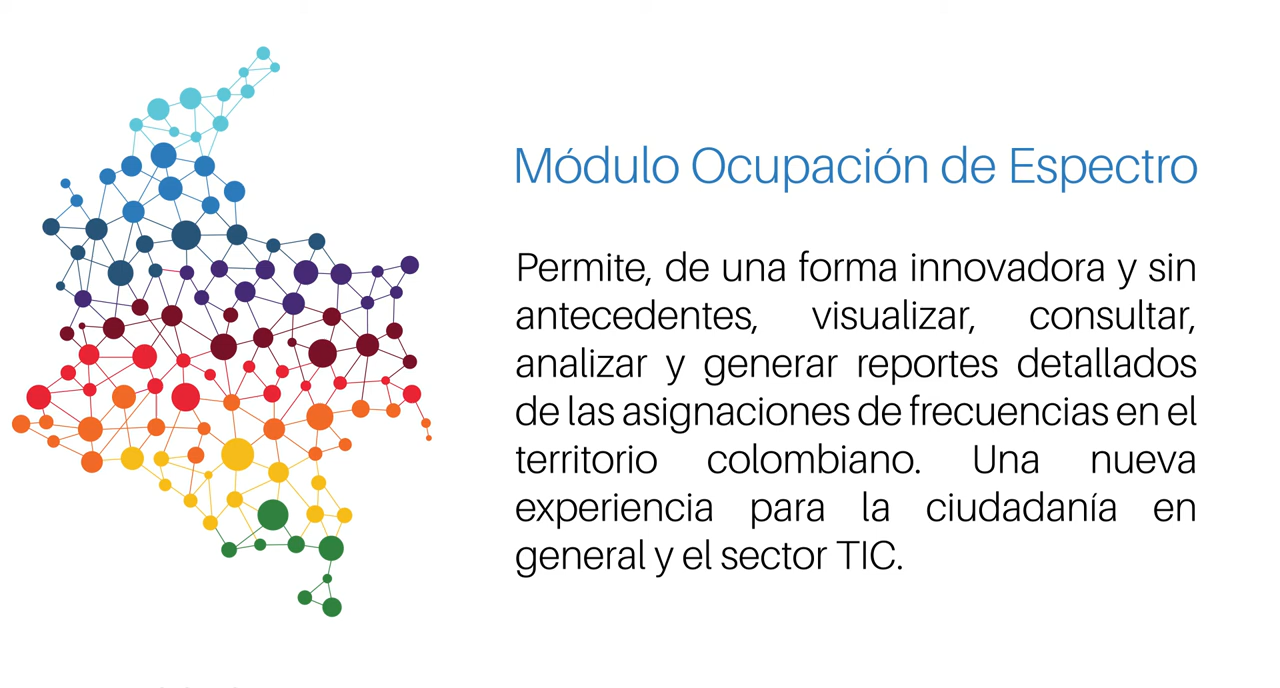 Módulo Ocupación de Espectro
Permite, de una forma innovadora y sin
antecedentes, visualizar, consultar,
analizar y generar reportes detallados
de las asignaciones de frecuencias en el
territorio colombiano. Una nueva
experiencia para la ciudadanía en
general y el sector TIC.